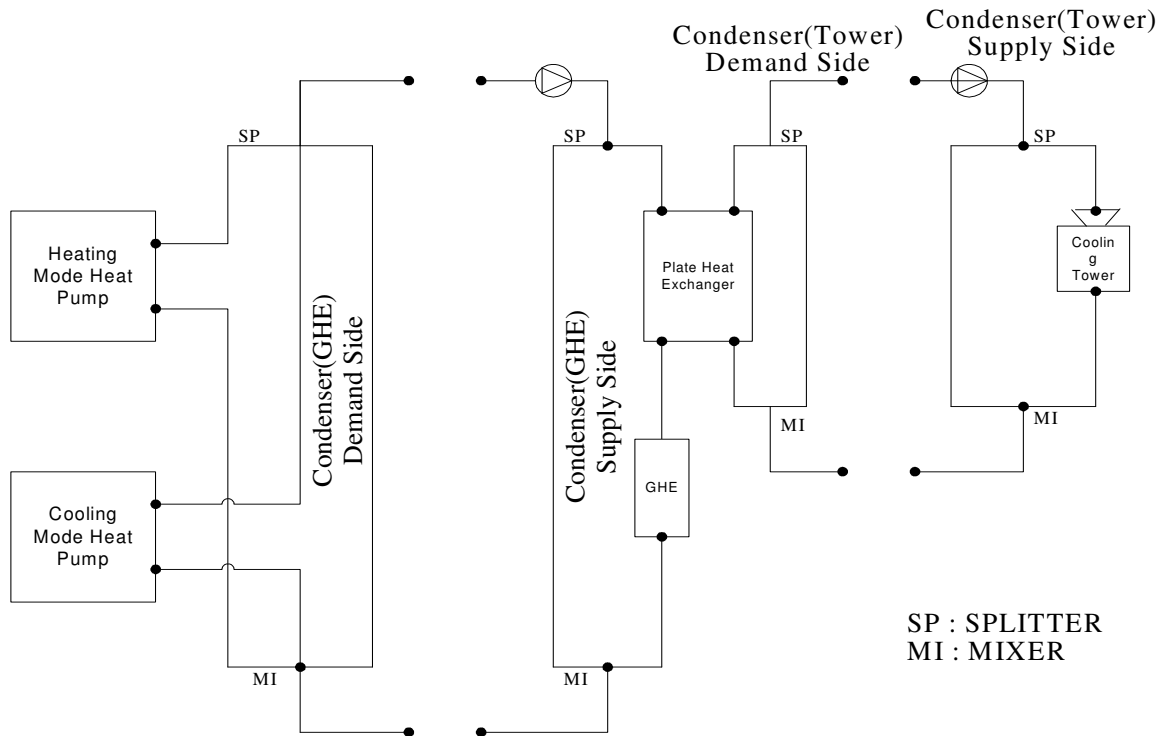 Condenser(Tower)
Demand Side
Condenser(Tower)
Supply Side
SP
SP
SP
SP
Heating
Mode Heat
Pump
Plate Heat
Exchanger
Coolin
g
Tower
Condenser(GHE)
Demand Side
Condenser(GHE)
Supply Side
MI
MI
GHE
Cooling
Mode Heat
Pump
MI
MI
SP : SPLITTER
MI : MIXER